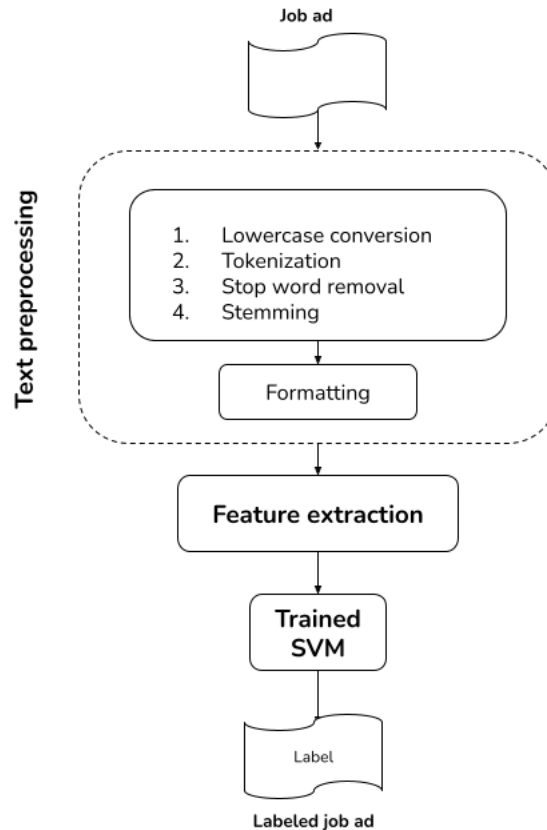 Job ad
Text preprocessing
1. Lowercase conversion
2. Tokenization
3. Stop word removal
4. Stemming
Formatting
Feature extraction
Trained
SVM
Label
Labeled job ad